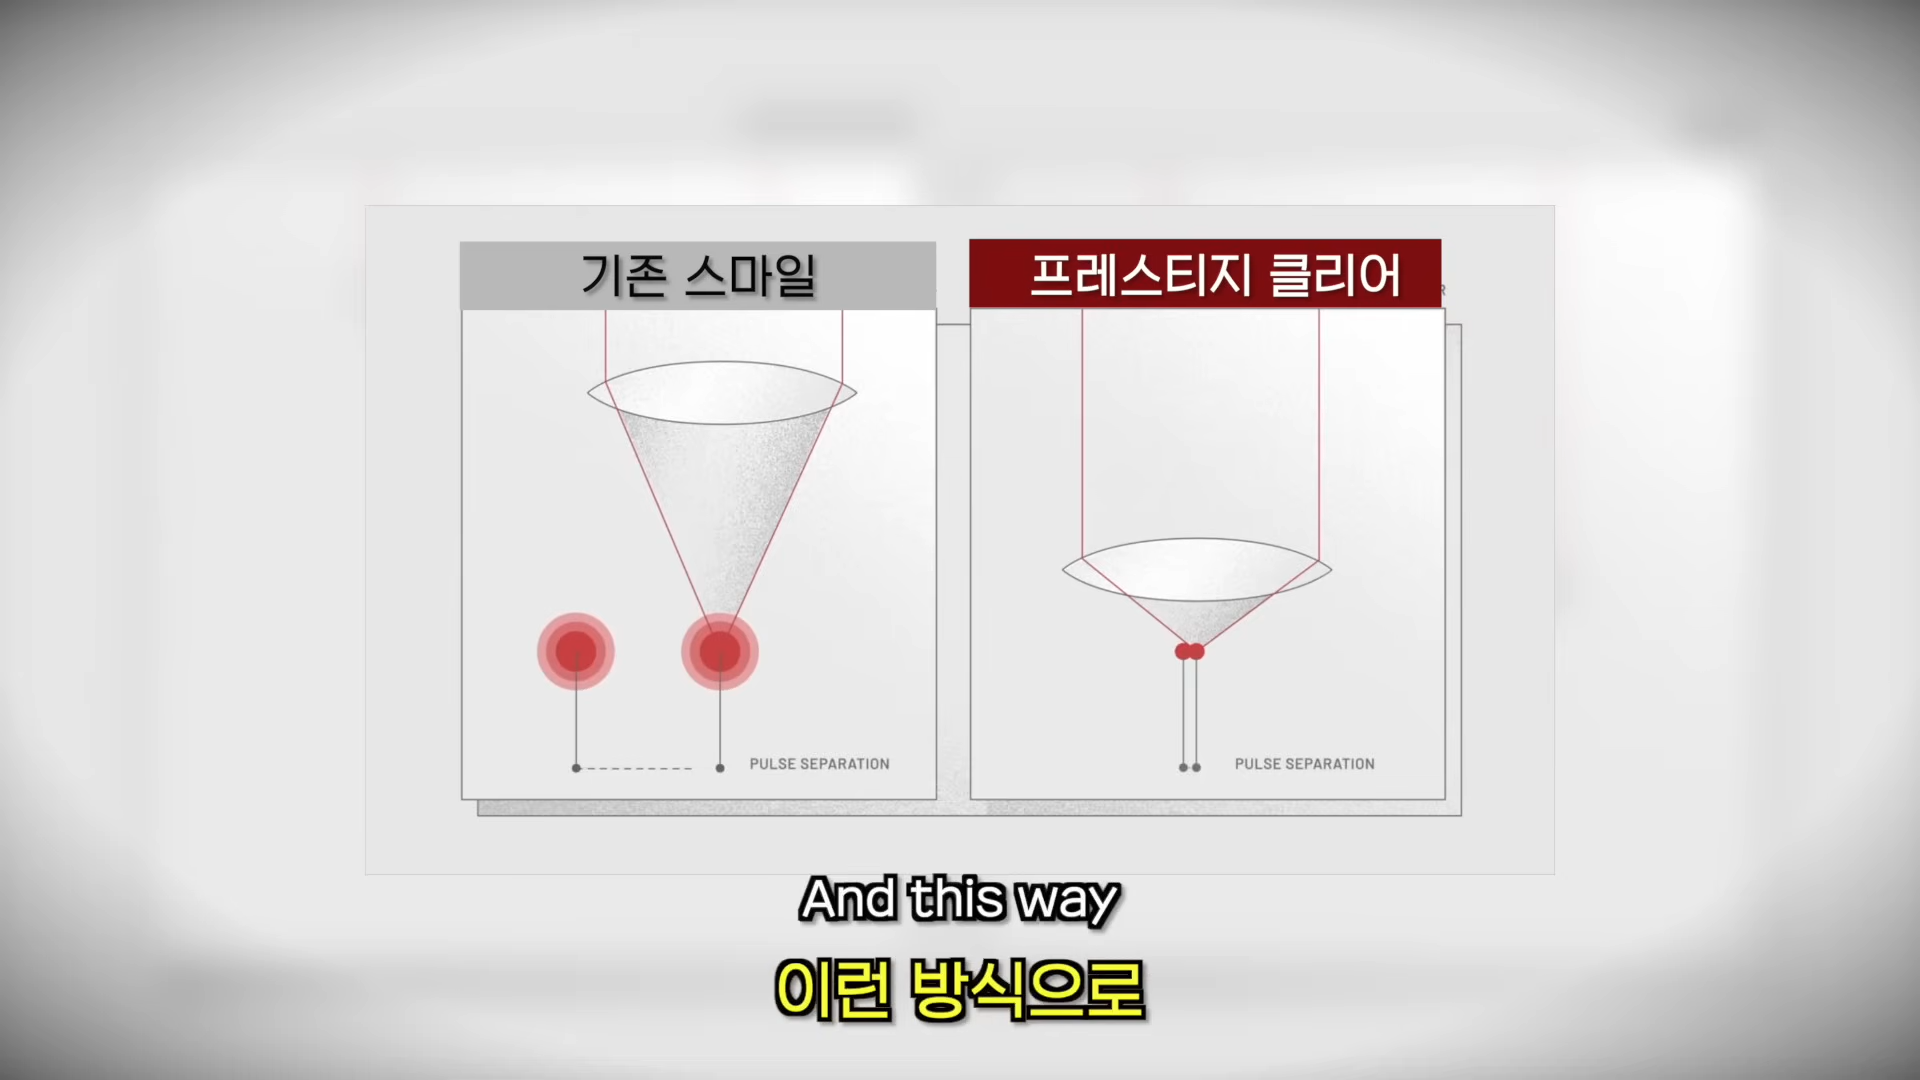 기존 스마일
프레스티지 클리어
R
PULSE SEPARATION
PULSE SEPARATION
And this way
이런 방식으로